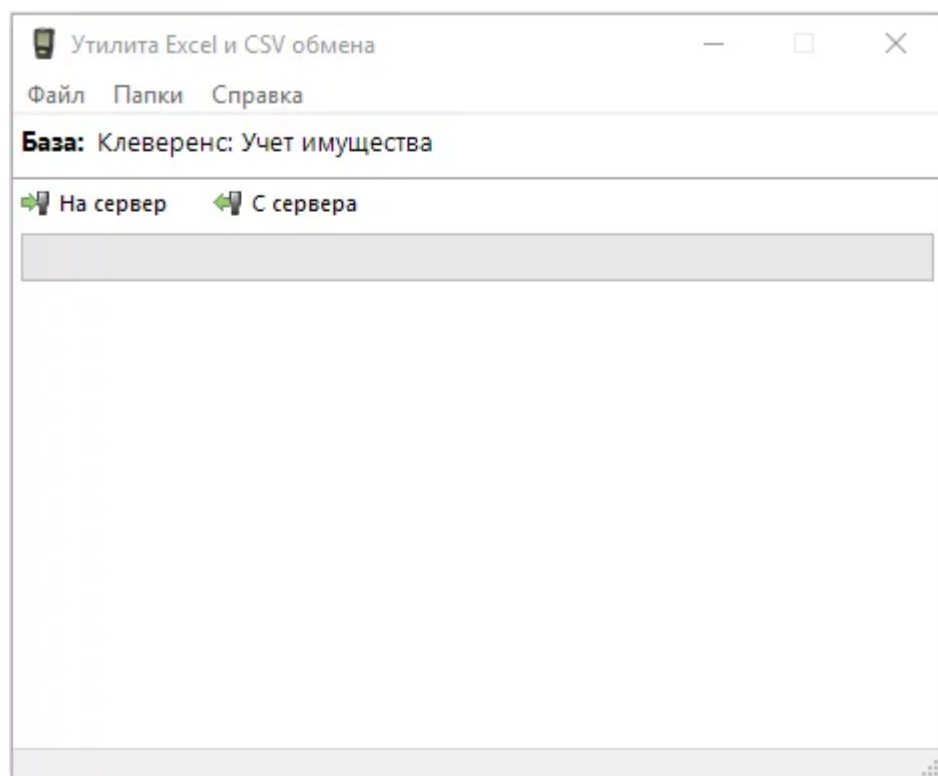 Утилита Excel и CSV обмена
Файл Папки Справка
База: Клеверенс: Учет имущества
На сервер С сервера